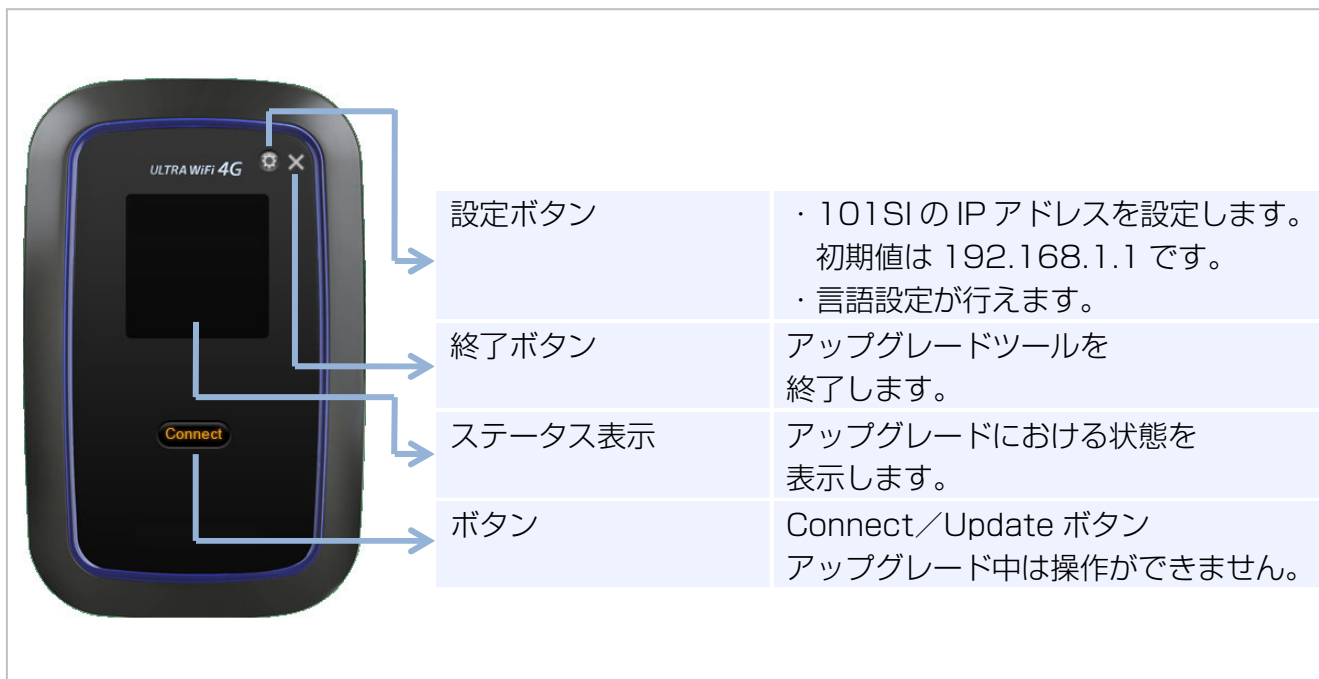 ULTRA WiFi 4G
Connect
設定ボタン
・101SI の IP アドレスを設定します。
初期値は 192.168.1.1 です。
・言語設定が行えます。
終了ボタン
アップグレードツールを
終了します。
ステータス表示
アップグレードにおける状態を
表示します。
ボタン
Connect／Update ボタン
アップグレード中は操作ができません。